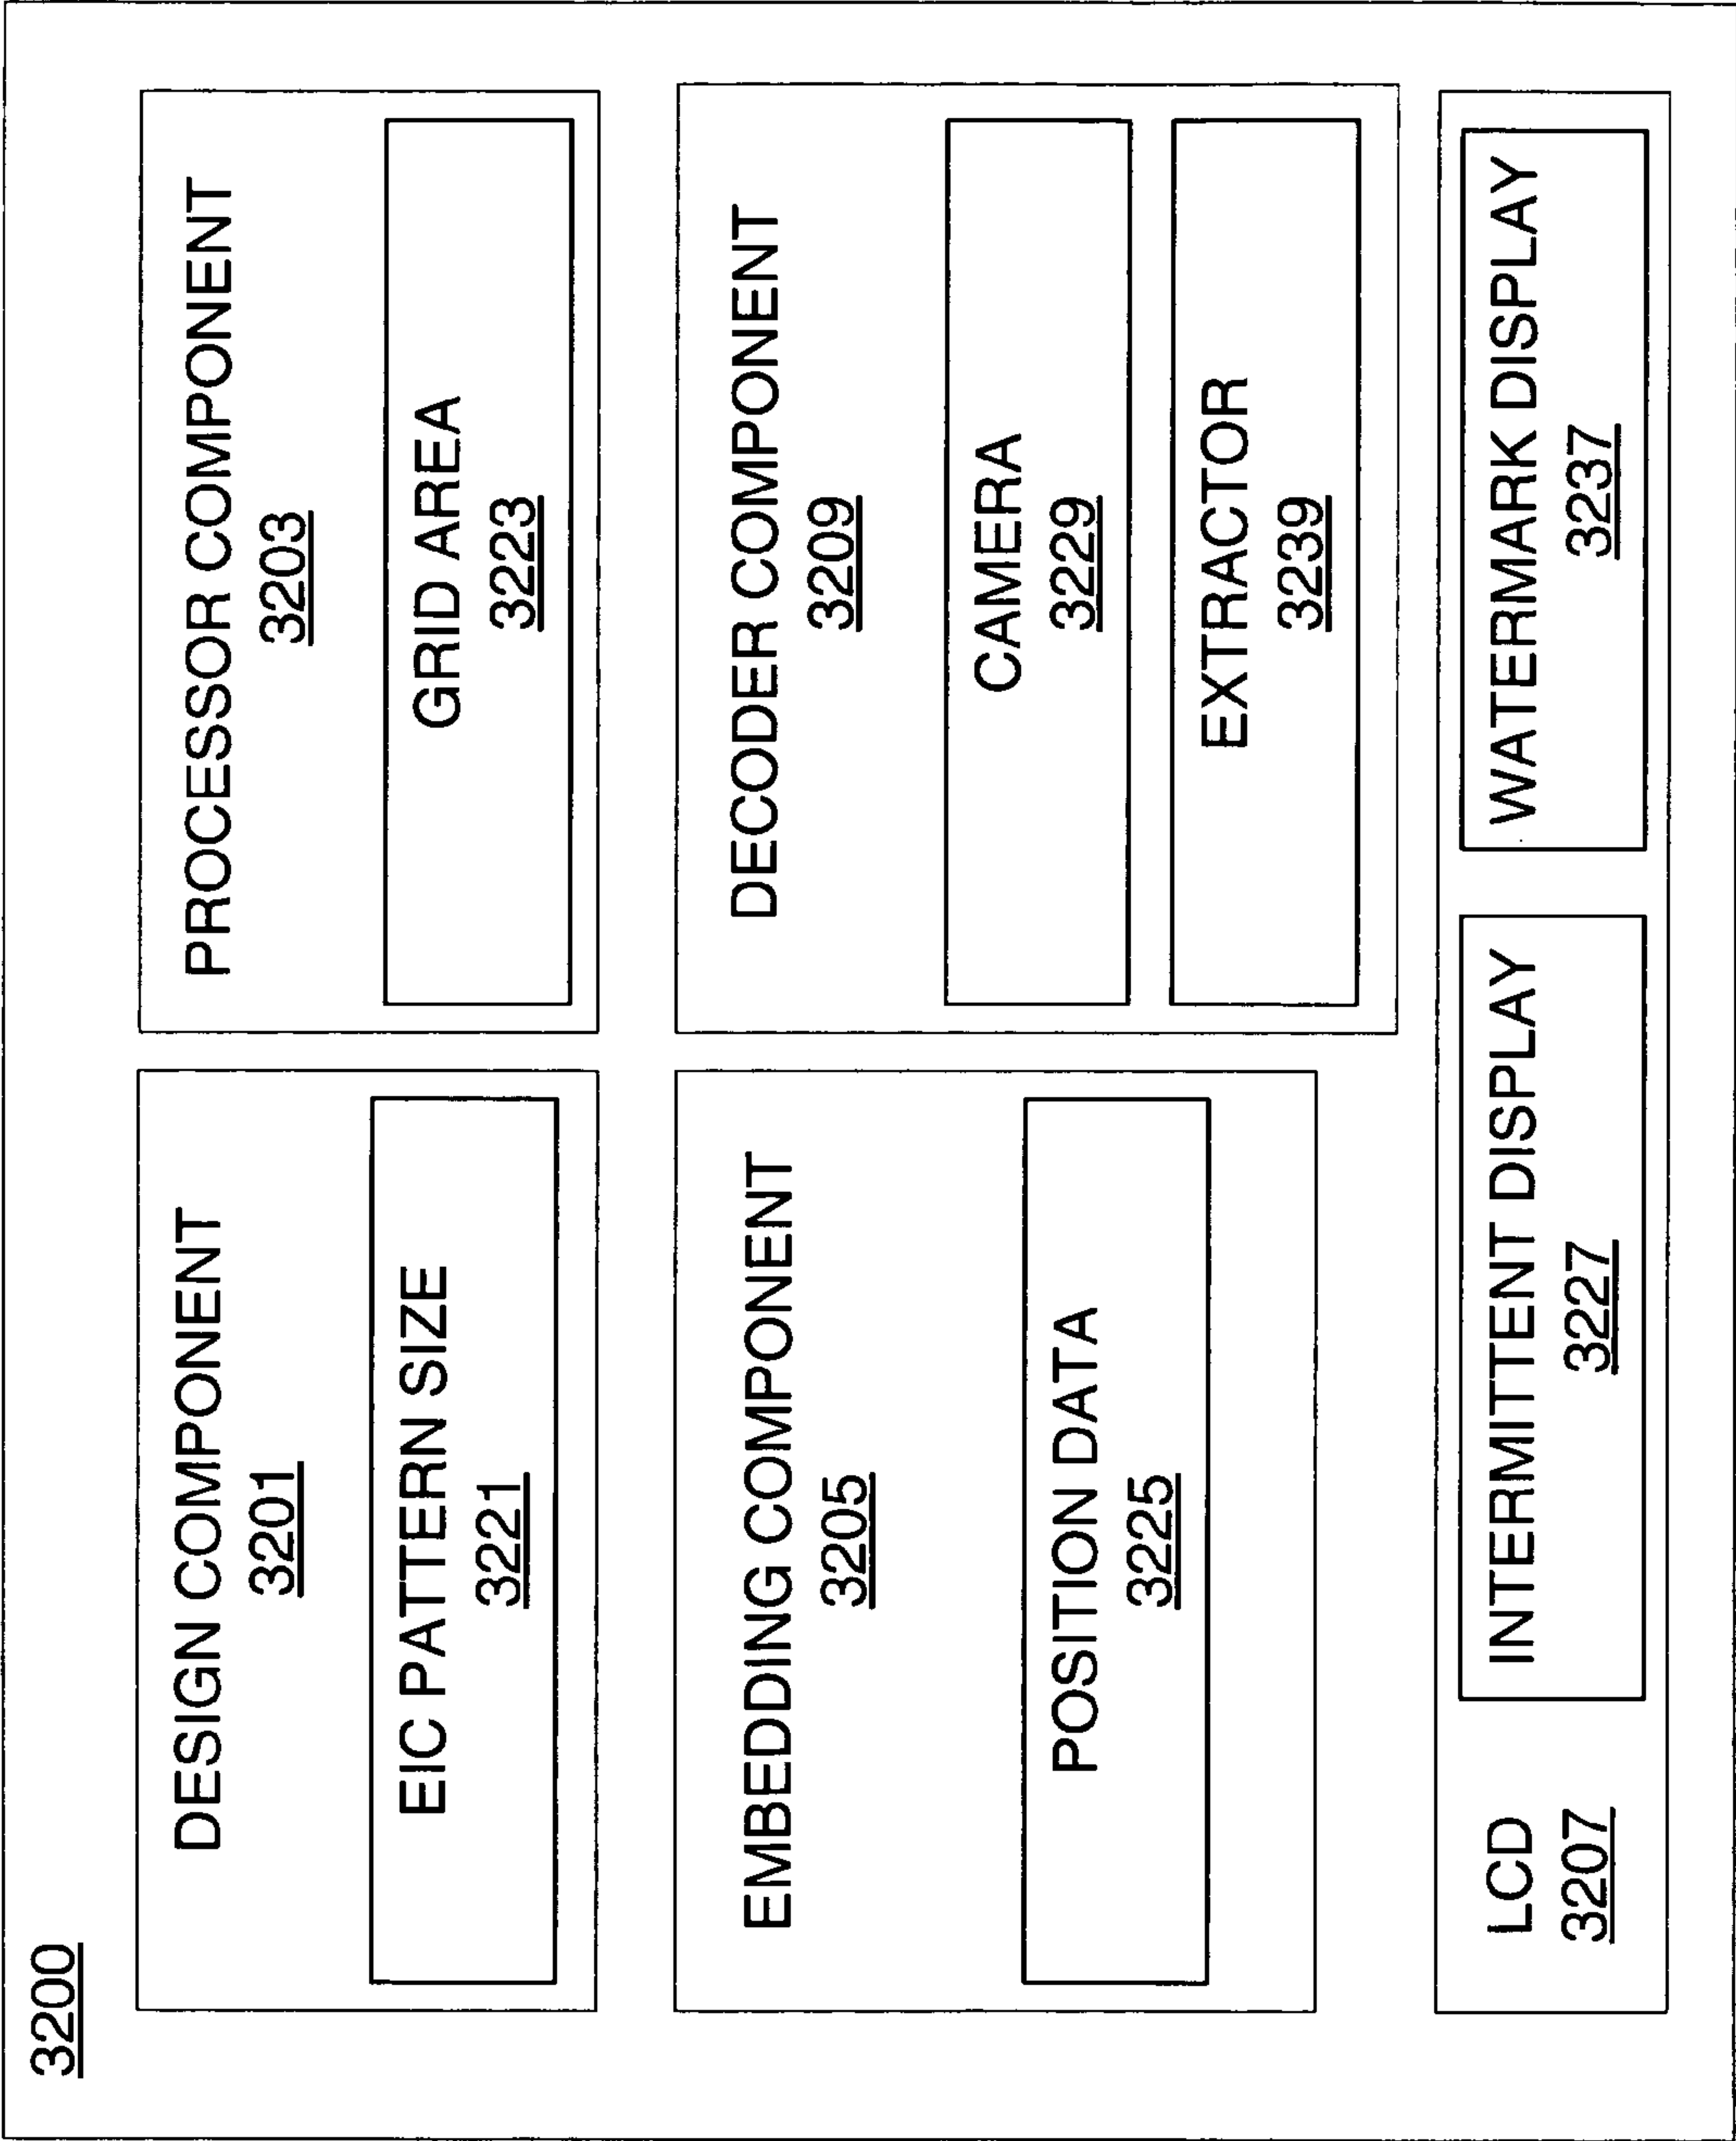 3200
DESIGN COMPONENT
3201
EIC PATTERN SIZE
3221
PROCESSOR COMPONENT
3203
GRID AREA
3223
EMBEDDING COMPONENT
3205
POSITION DATA
3225
DECODER COMPONENT
3209
CAMERA
3229
EXTRACTOR
3239
LCD
3207
INTERMITTENT DISPLAY
3227
WATERMARK DISPLAY
3237